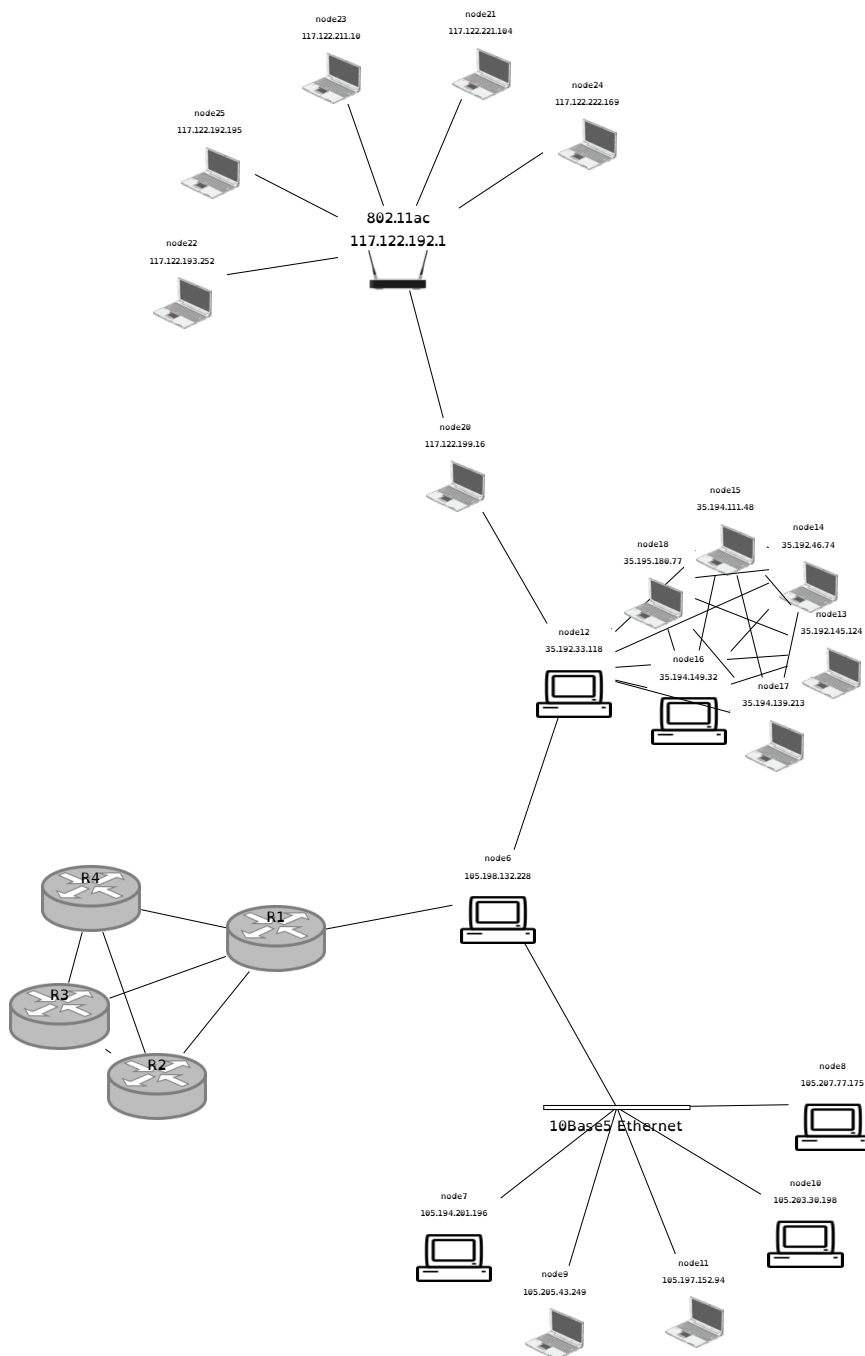 node23
117.122.211.10
node21
117.122.221.104
node24
117.122.222.169
node25
117.122.192.195
802.11ac
117.122.192.1
node22
117.122.193.252
node20
117.122.199.16
node15
35.194.111.48
node14
35.192.46.74
node18
35.195.180.77
node13
35.192.145.124
node12
35.192.33.118
node16
35.194.149.32
node17
35.194.139.213
node6
105.198.132.228
R4
R1
R3
R2
node8
105.207.77.175
10Base5 Ethernet
node10
105.203.30.198
node7
105.194.201.196
node11
105.197.152.94
node9
105.205.43.249